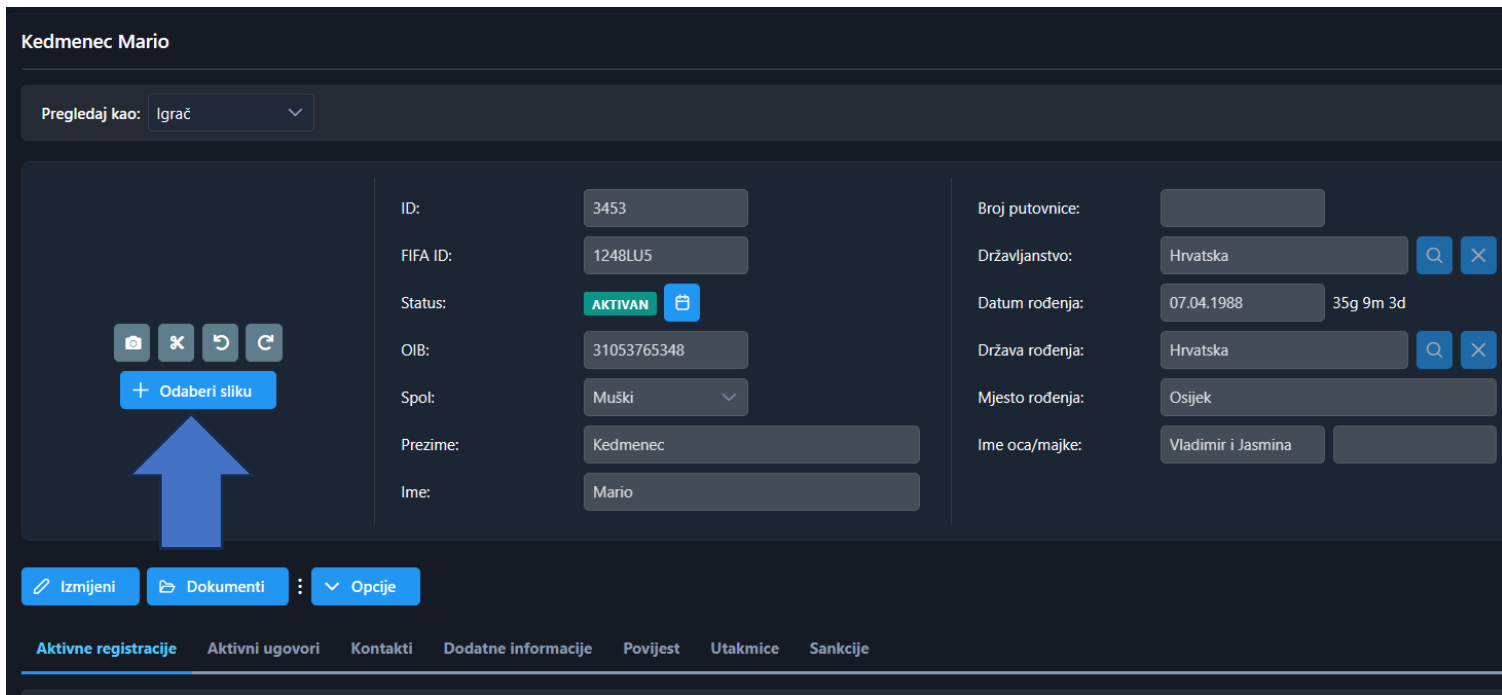 Kedmenec Mario
Pregledaj kao: Igrač
ID: 3453
FIFA ID: 1248LU5
Status: AKTIVAN
OIB: 31053765348
Spol: Muški
Prezime: Kedmenec
Ime: Mario
Broj putovnice:
Državljanstvo: Hrvatska
Datum rođenja: 07.04.1988 35g 9m 3d
Država rođenja: Hrvatska
Mjesto rođenja: Osijek
Ime oca/majke: Vladimir i Jasmina
Odaberi sliku
Izmijeni Dokumenti Opcije
Aktivne registracije Aktivni ugovori Kontakti Dodatne informacije Povijest Utakmice Sankcije